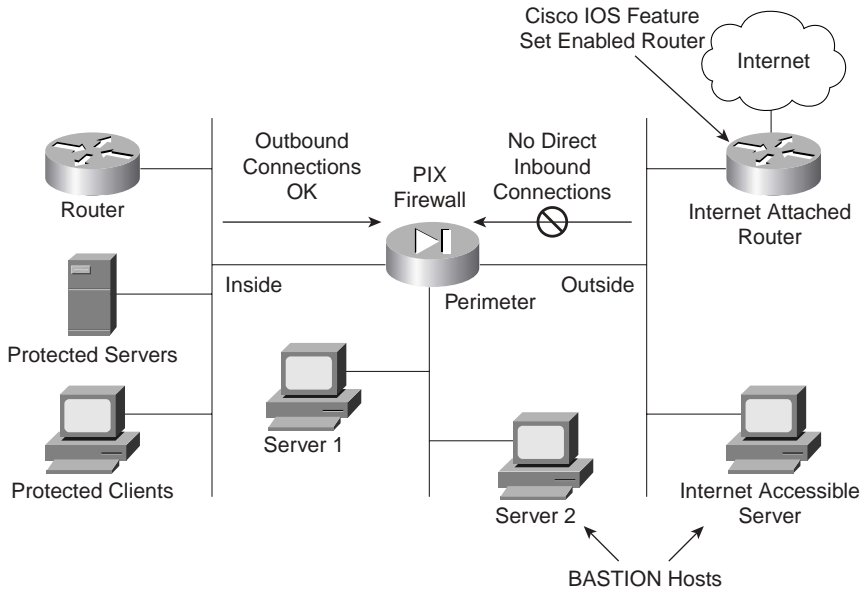 Cisco IOS Feature
Set Enabled Router
Internet
Outbound
Connections
OK
PIX
Firewall
No Direct
Inbound
Connections
Router
Internet Attached
Router
Inside
Perimeter
Outside
Protected Servers
Server 1
Protected Clients
Server 2
Internet Accessible
Server
BASTION Hosts